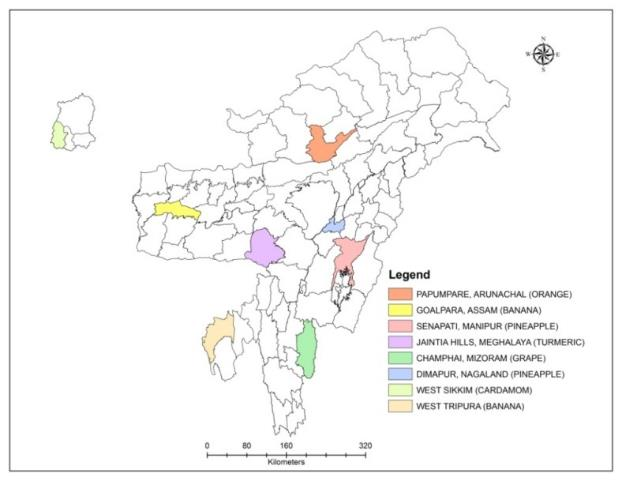 N
W E
S
Legend
PAPUMPARE, ARUNACHAL (ORANGE)
GOALPARA, ASSAM (BANANA)
SENAPATI, MANIPUR (PINEAPPLE)
JAINTIA HILLS, MEGHALAYA (TURMERIC)
CHAMPHAI, MIZORAM (GRAPE)
DIMAPUR, NAGALAND (PINEAPPLE)
WEST SIKKIM (CARDAMOM)
WEST TRIPURA (BANANA)
0 80 160 320
Kilometers